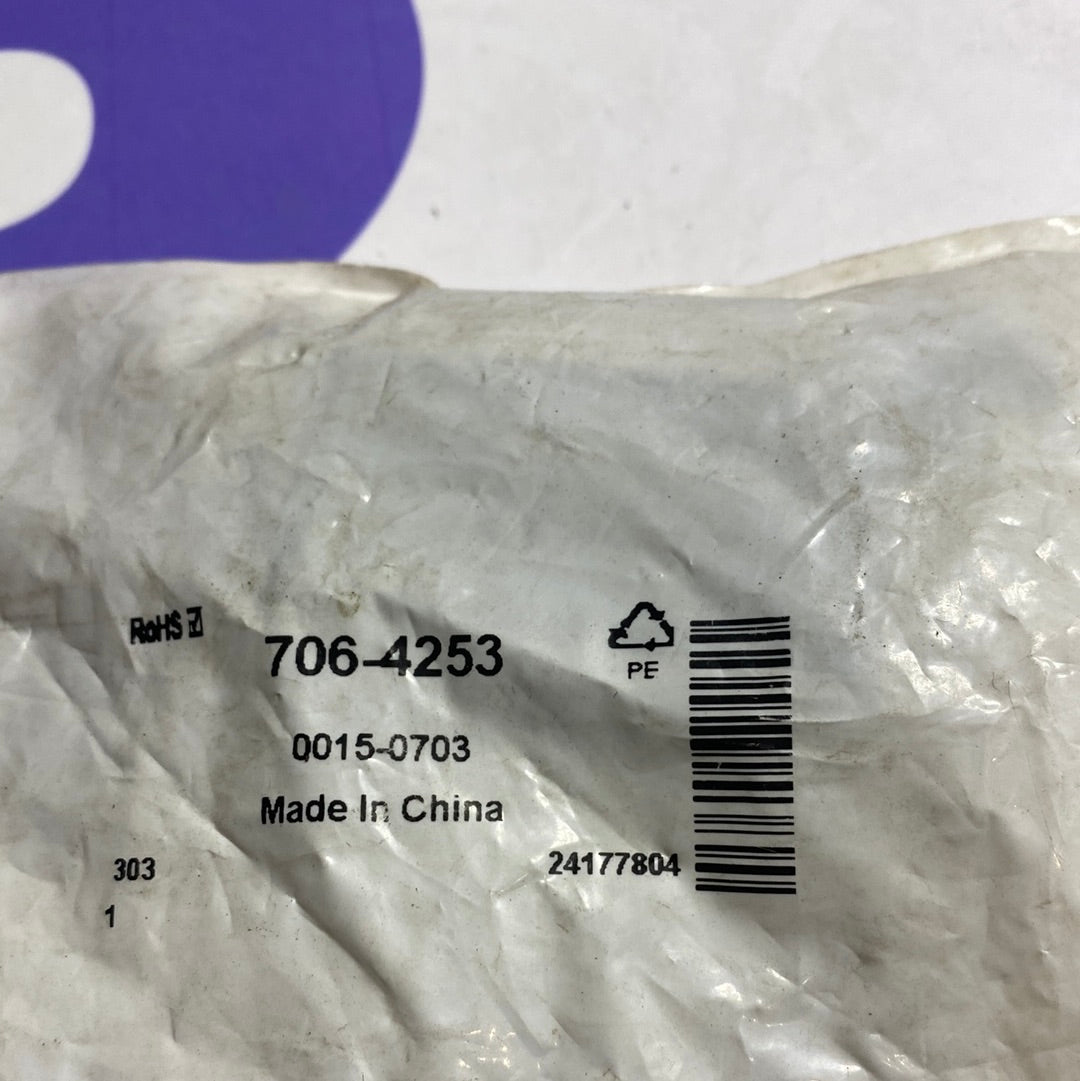 RoHS
706-4253
PE
0015-0703
Made In China
303
24177804
1